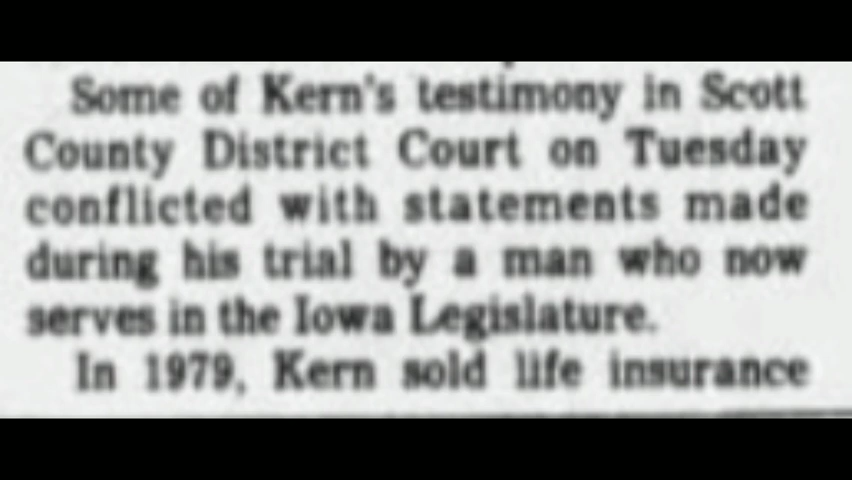 Some of Kern's testimony in Scott
County District Court on Tuesday
conflicted with statements made
during his trial by a man who now
serves in the Iowa Legislature.
In 1979, Kern sold life insurance